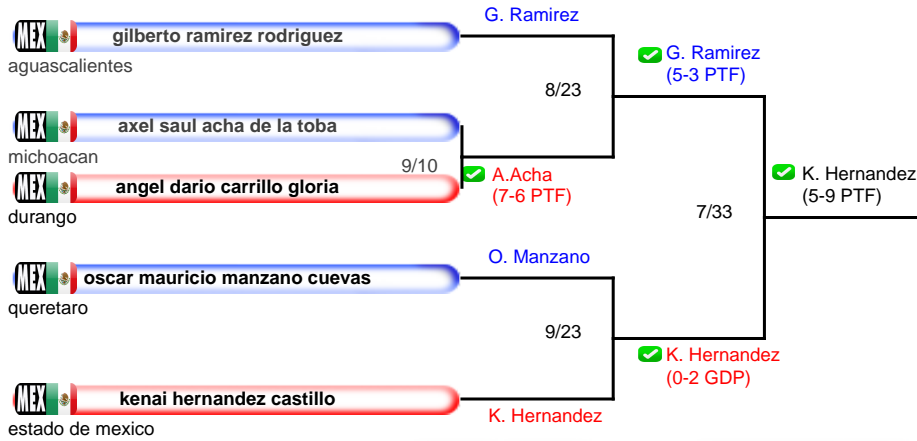 G. Ramirez
MEX gilberto ramirez rodriguez
aguascalientes
G. Ramirez
(5-3 PTF)
8/23
MEX axel saul acha de la toba
michoacan
9/10
A.Acha
(7-6 PTF)
MEX angel dario carrillo gloria
durango
K. Hernandez
(5-9 PTF)
7/33
O. Manzano
MEX oscar mauricio manzano cuevas
queretaro
9/23
K. Hernandez
(0-2 GDP)
MEX kenai hernandez castillo
K. Hernandez
estado de mexico